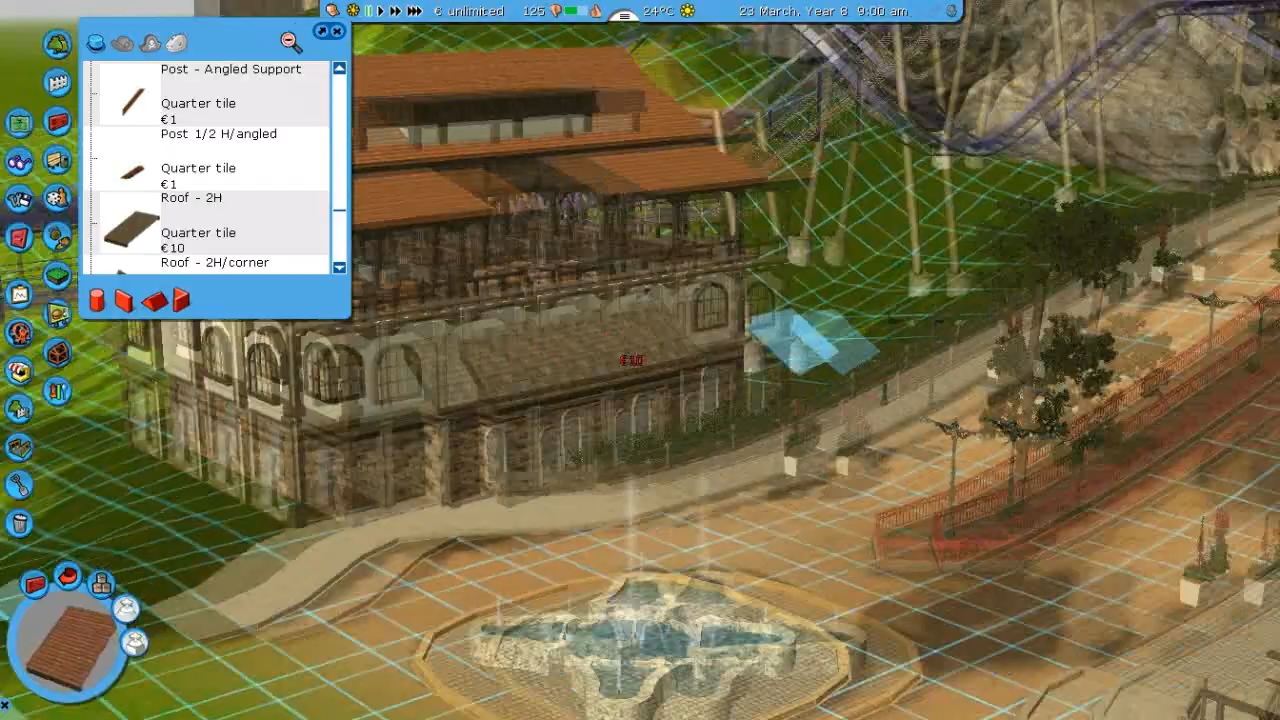 € unlimited 125 24°C 23 March, Year 8 9:00 am
Post - Angled Support
Quarter tile
€1
Post 1/2 H/angled
Quarter tile
€1
Roof - 2H
Quarter tile
€10
Roof - 2H/corner
€10